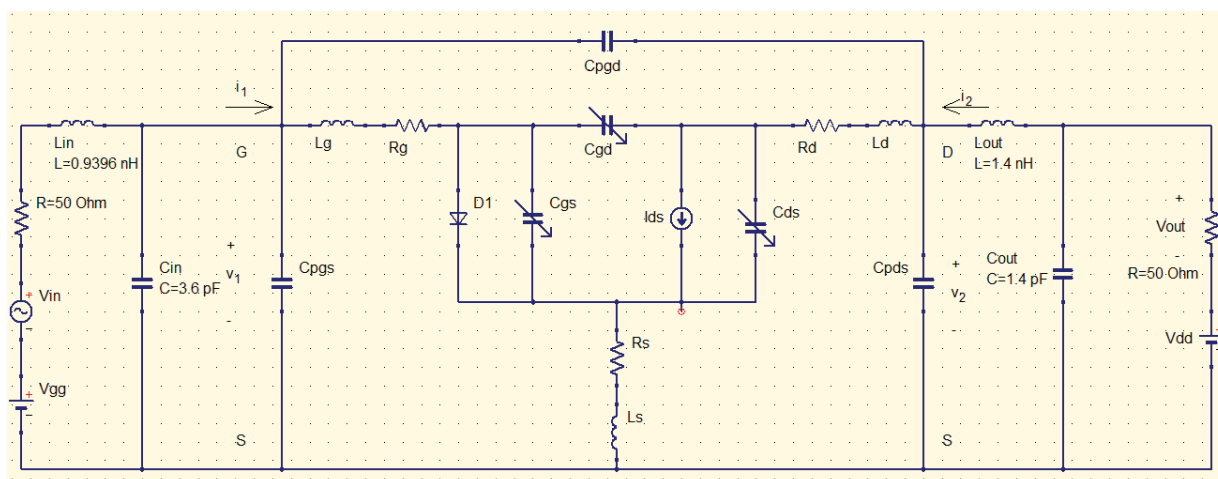 Cpgd
i1
i2
Lin
L=0.9396 nH
G
Lg
Rg
Cgd
Rd
Ld
D
Lout
L=1.4 nH
R=50 Ohm
D1
Cgs
Ids
Cds
+
Vout
-
R=50 Ohm
Cin
C=3.6 pF
+
v1
-
Cpgs
Cpds
+
v2
-
Cout
C=1.4 pF
+
Vin
-
Vdd
Rs
+
Vgg
-
Ls
S
S